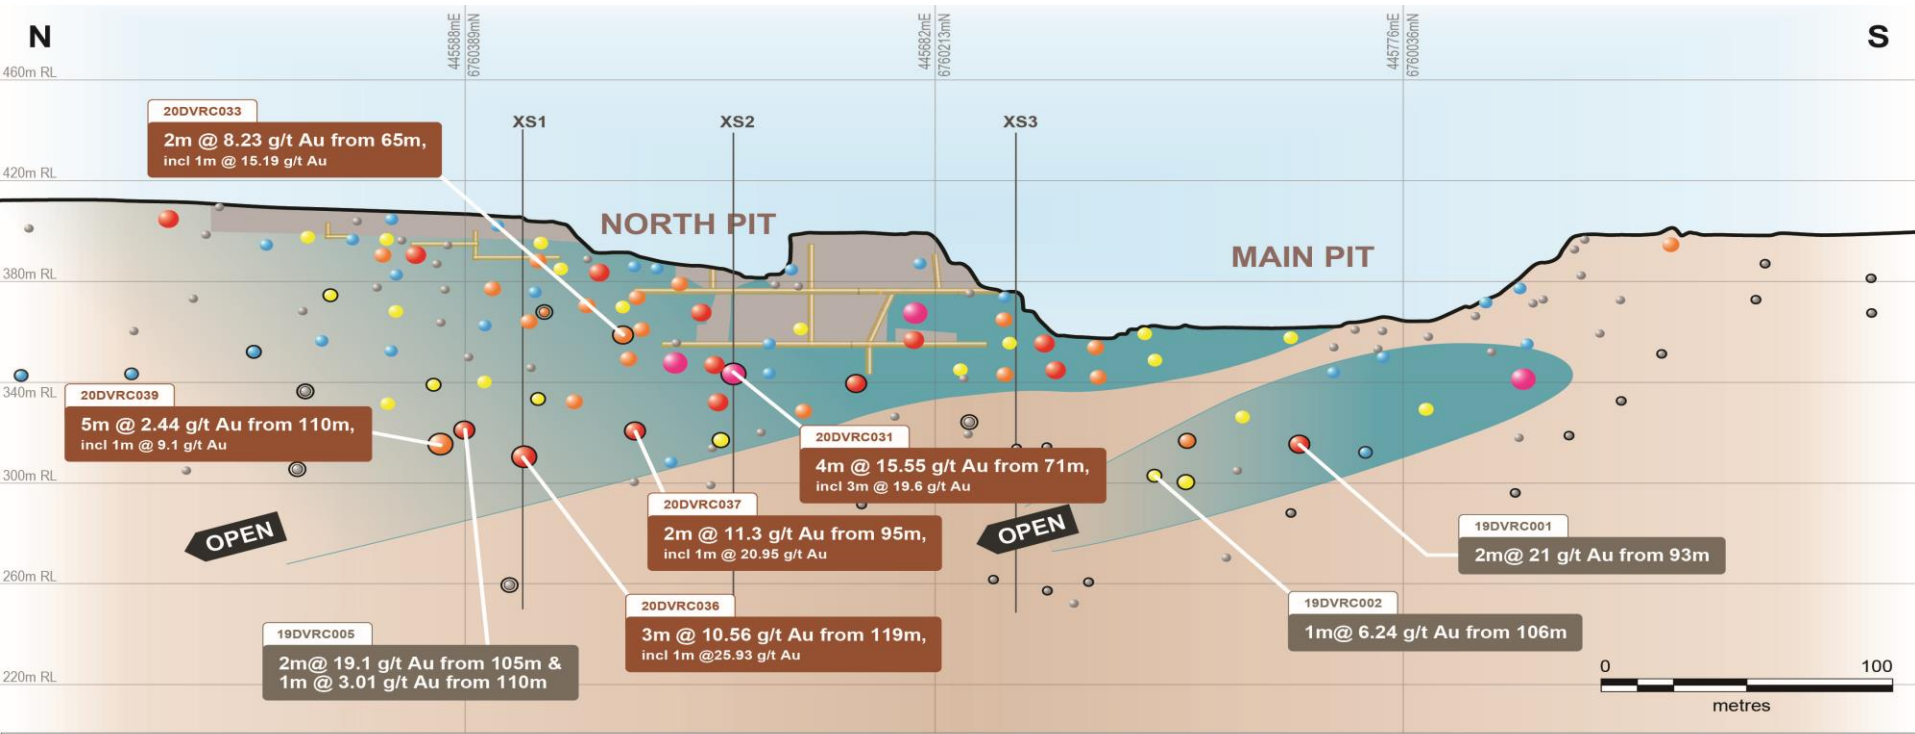 N
S
445588mE
6760389mN
445682mE
6760213mN
445776mE
6760036mN
460m RL
420m RL
380m RL
340m RL
300m RL
260m RL
220m RL
XS1
XS2
XS3
NORTH PIT
MAIN PIT
20DVRC033
2m @ 8.23 g/t Au from 65m,
incl 1m @ 15.19 g/t Au
20DVRC039
5m @ 2.44 g/t Au from 110m,
incl 1m @ 9.1 g/t Au
20DVRC031
4m @ 15.55 g/t Au from 71m,
incl 3m @ 19.6 g/t Au
20DVRC037
2m @ 11.3 g/t Au from 95m,
incl 1m @ 20.95 g/t Au
OPEN
OPEN
19DVRC001
2m@ 21 g/t Au from 93m
20DVRC036
3m @ 10.56 g/t Au from 119m,
incl 1m @25.93 g/t Au
19DVRC002
1m@ 6.24 g/t Au from 106m
19DVRC005
2m@ 19.1 g/t Au from 105m &
1m @ 3.01 g/t Au from 110m
0 100
metres